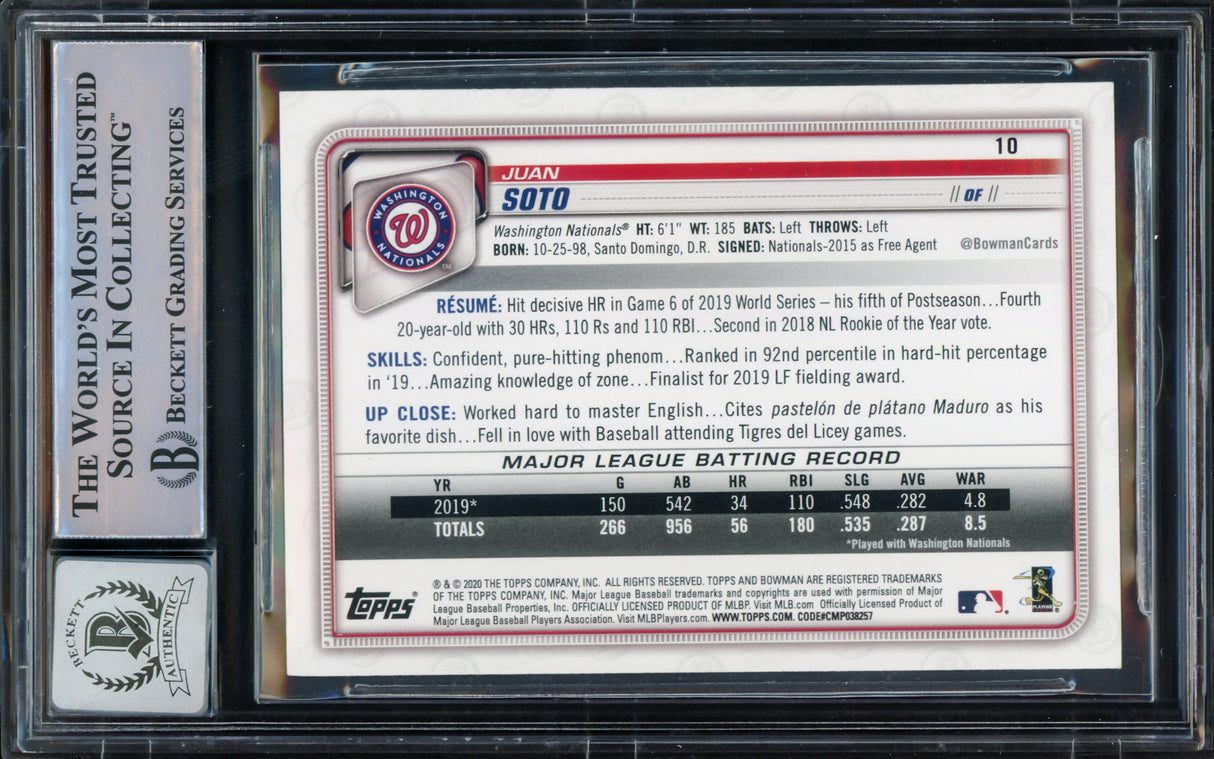 THE WORLD'S MOST TRUSTED
SOURCE IN COLLECTING™
B BECKETT GRADING SERVICES
BECKETT
B
AUTHENTIC
10
JUAN
SOTO // OF //
WASHINGTON
W
NATIONALS
TM
Washington Nationals® HT: 6'1" WT: 185 BATS: Left THROWS: Left
BORN: 10-25-98, Santo Domingo, D.R. SIGNED: Nationals-2015 as Free Agent @BowmanCards
RÉSUMÉ: Hit decisive HR in Game 6 of 2019 World Series – his fifth of Postseason...Fourth
20-year-old with 30 HRs, 110 Rs and 110 RBI...Second in 2018 NL Rookie of the Year vote.
SKILLS: Confident, pure-hitting phenom...Ranked in 92nd percentile in hard-hit percentage
in '19...Amazing knowledge of zone...Finalist for 2019 LF fielding award.
UP CLOSE: Worked hard to master English...Cites pastelón de plátano Maduro as his
favorite dish...Fell in love with Baseball attending Tigres del Licey games.
MAJOR LEAGUE BATTING RECORD
YR G AB HR RBI SLG AVG WAR
2019* 150 542 34 110 .548 .282 4.8
TOTALS 266 956 56 180 .535 .287 8.5
*Played with Washington Nationals
Topps®
® & © 2020 THE TOPPS COMPANY, INC. ALL RIGHTS RESERVED. TOPPS AND BOWMAN ARE REGISTERED TRADEMARKS
OF THE TOPPS COMPANY, INC. Major League Baseball trademarks and copyrights are used with permission of Major
League Baseball Properties, Inc. OFFICIALLY LICENSED PRODUCT OF MLBP. Visit MLB.com Officially Licensed Product of
Major League Baseball Players Association. Visit MLBPlayers.com. WWW.TOPPS.COM. CODE#CMP038257
PLAYERS